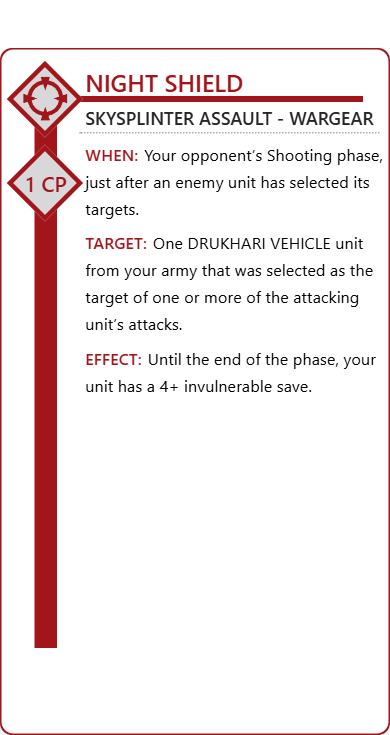 NIGHT SHIELD
SKYSPLINTER ASSAULT - WARGEAR
1 CP
WHEN: Your opponent’s Shooting phase,
just after an enemy unit has selected its
targets.
TARGET: One DRUKHARI VEHICLE unit
from your army that was selected as the
target of one or more of the attacking
unit’s attacks.
EFFECT: Until the end of the phase, your
unit has a 4+ invulnerable save.